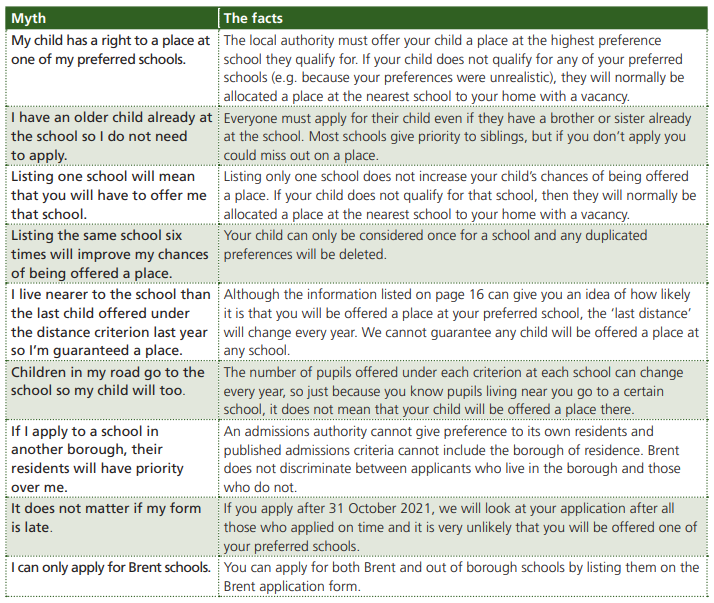 Myth
The facts
My child has a right to a place at
one of my preferred schools.
The local authority must offer your child a place at the highest preference
school they qualify for. If your child does not qualify for any of your preferred
schools (e.g. because your preferences were unrealistic), they will normally be
allocated a place at the nearest school to your home with a vacancy.
I have an older child already at
the school so I do not need
to apply.
Everyone must apply for their child even if they have a brother or sister already
at the school. Most schools give priority to siblings, but if you don't apply you
could miss out on a place.
Listing one school will mean
that you will have to offer me
that school.
Listing only one school does not increase your child's chances of being offered
a place. If your child does not qualify for that school, then they will normally be
allocated a place at the nearest school to your home with a vacancy.
Listing the same school six
times will improve my chances
of being offered a place.
Your child can only be considered once for a school and any duplicated
preferences will be deleted.
I live nearer to the school than
the last child offered under
the distance criterion last year
so I'm guaranteed a place.
Although the information listed on page 16 can give you an idea of how likely
it is that you will be offered a place at your preferred school, the 'last distance'
will change every year. We cannot guarantee any child will be offered a place at
any school.
Children in my road go to the
school so my child will too.
The number of pupils offered under each criterion at each school can change
every year, so just because you know pupils living near you go to a certain
school, it does not mean that your child will be offered a place there.
If I apply to a school in
another borough, their
residents will have priority
over me.
An admissions authority cannot give preference to its own residents and
published admissions criteria cannot include the borough of residence. Brent
does not discriminate between applicants who live in the borough and those
who do not.
It does not matter if my form
is late.
If you apply after 31 October 2021, we will look at your application after all
those who applied on time and it is very unlikely that you will be offered one of
your preferred schools.
I can only apply for Brent schools.
You can apply for both Brent and out of borough schools by listing them on the
Brent application form.